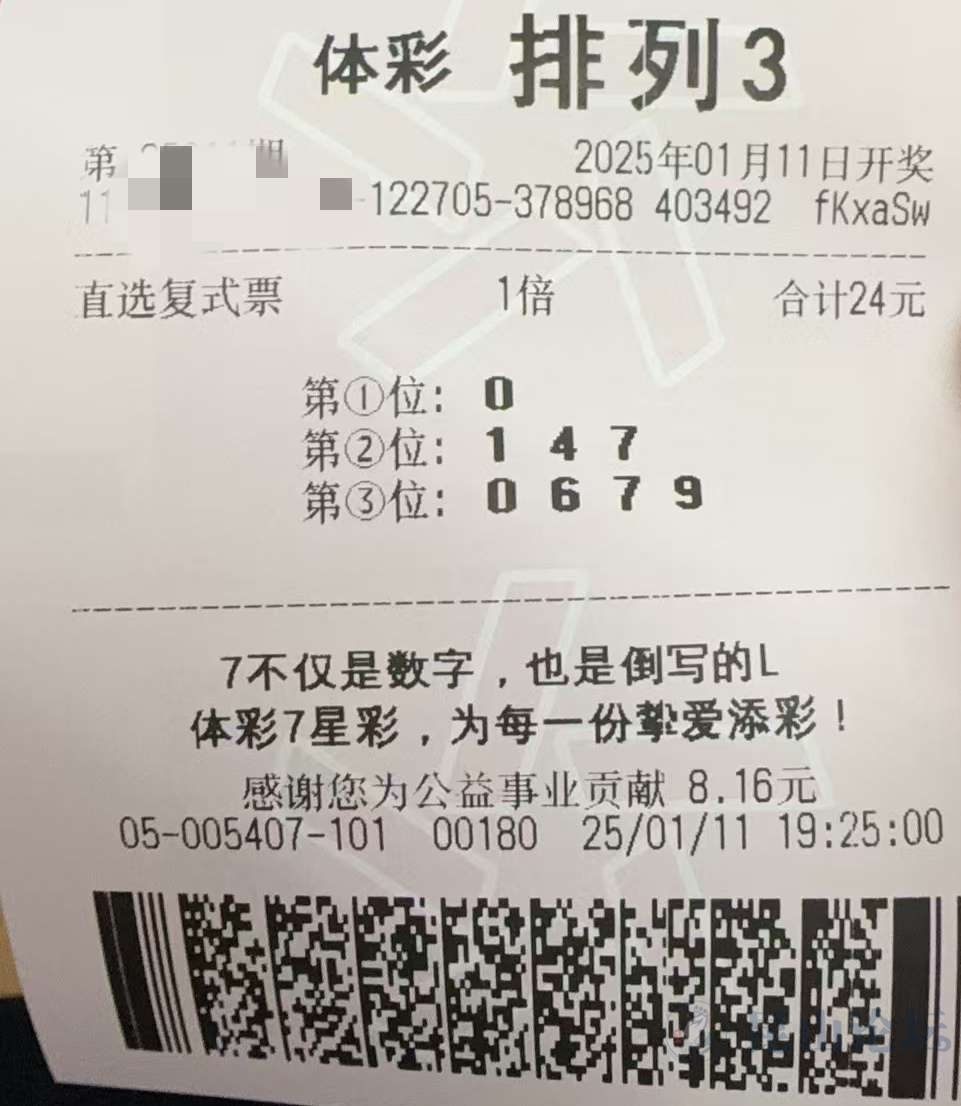 体彩 排列3
第 期 2025年01月11日开奖
11 -122705-378968 403492 fKxaSw
直选复式票 1倍 合计24元
第①位: 0
第②位: 1 4 7
第③位: 0 6 7 9
7不仅是数字，也是倒写的L
体彩7星彩，为每一份挚爱添彩！
感谢您为公益事业贡献 8.16元
05-005407-101 00180 25/01/11 19:25:00
论坛